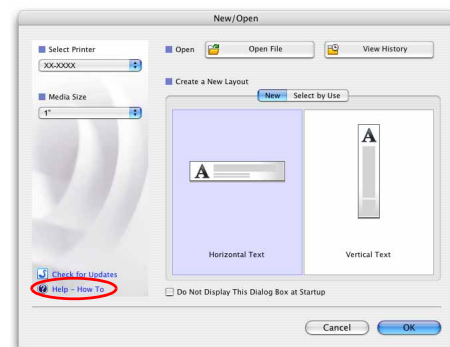 New/Open
Select Printer
XX-XXXX
Media Size
1"
Check for Updates
Help - How To
Open
Open File
View History
Create a New Layout
New
Select by Use
A
Horizontal Text
A
Vertical Text
Do Not Display This Dialog Box at Startup
Cancel
OK